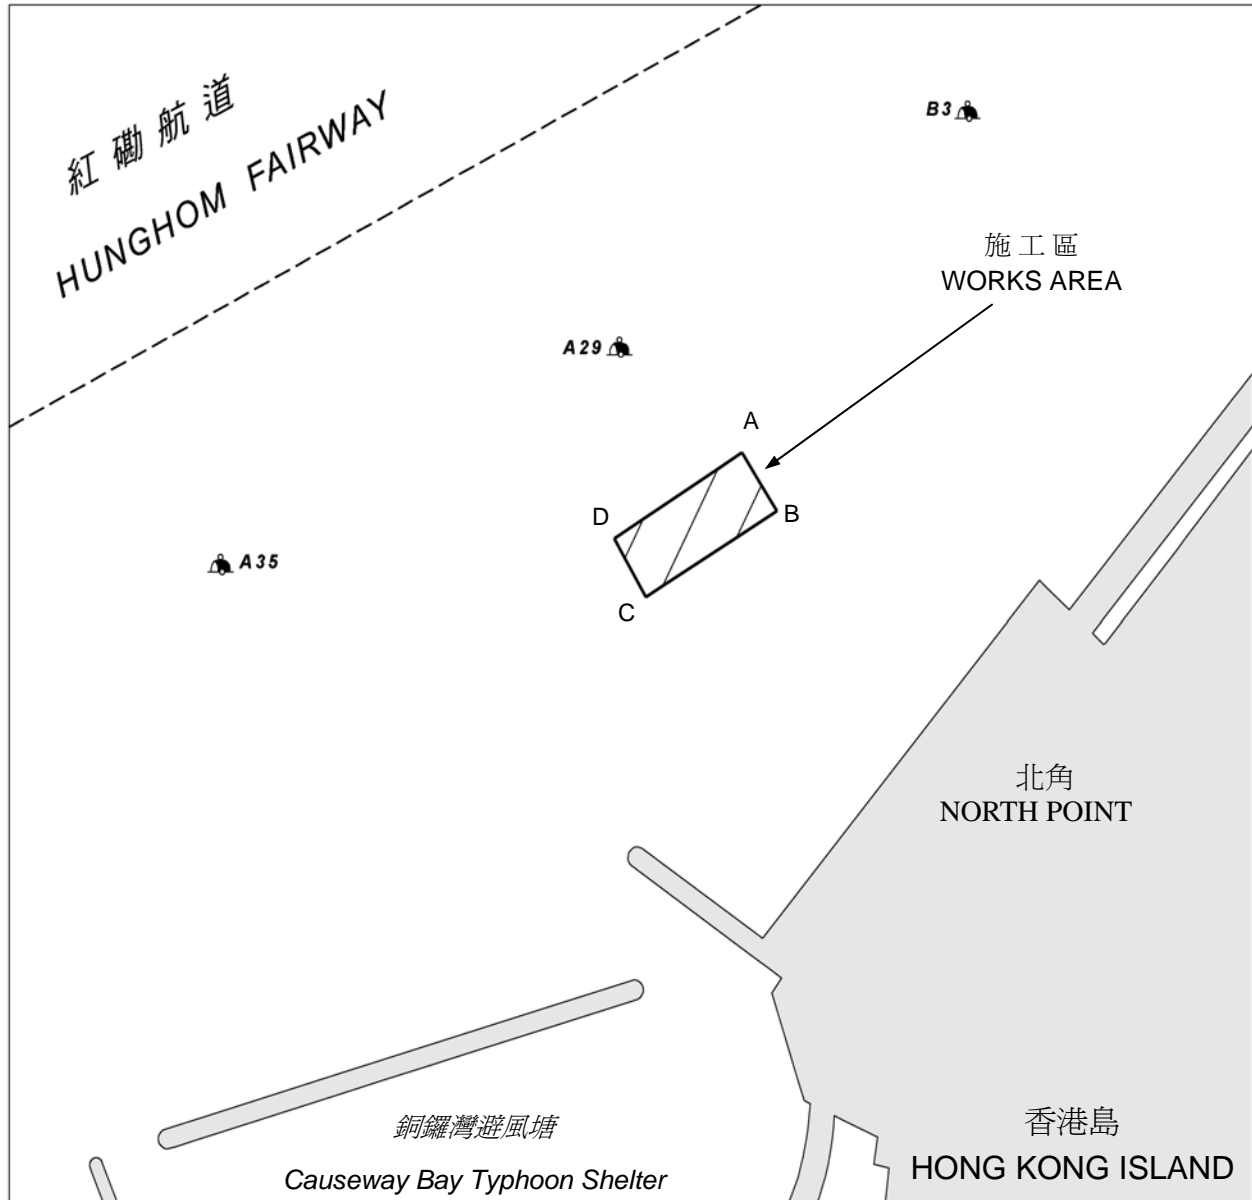 紅磡航道
HUNGHOM FAIRWAY
B3
施工區
WORKS AREA
A29
A
D
B
A35
C
北角
NORTH POINT
銅鑼灣避風塘
Causeway Bay Typhoon Shelter
香港島
HONG KONG ISLAND